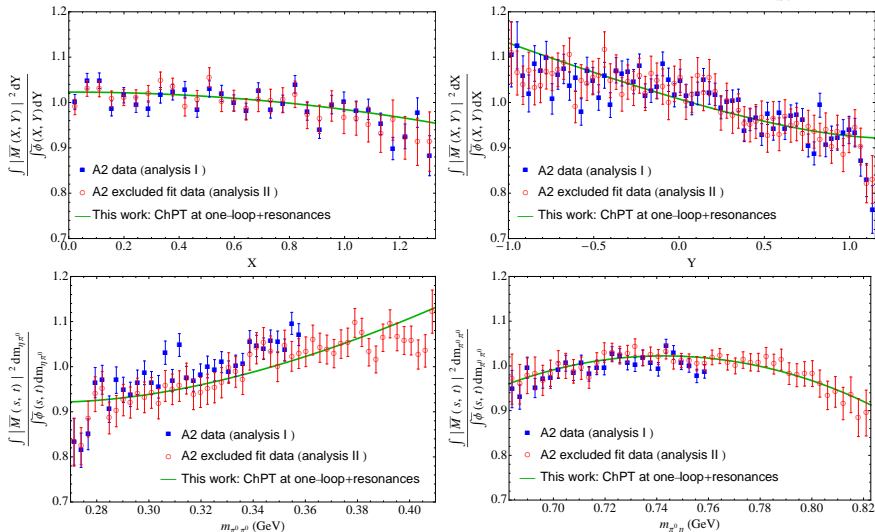 1.2
1.1
1.0
0.9
0.8
0.7
∫ |M (X, Y) |² dY
∫ ϕ̃ (X, Y) dY
A2 data (analysis I )
A2 excluded fit data (analysis II )
This work: ChPT at one–loop+resonances
0.0 0.2 0.4 0.6 0.8 1.0 1.2
X
1.2
1.1
1.0
0.9
0.8
0.7
∫ |M (X, Y) |² dX
∫ ϕ̃ (X, Y) dX
A2 data (analysis I )
A2 excluded fit data (analysis II )
This work: ChPT at one–loop+resonances
-1.0 -0.5 0.0 0.5 1.0
Y
1.2
1.1
1.0
0.9
0.8
0.7
∫ |M (s, t) |² dm_ηπ⁰
∫ ϕ̃ (s, t) dm_ηπ⁰
A2 data (analysis I )
A2 excluded fit data (analysis II )
This work: ChPT at one–loop+resonances
0.28 0.30 0.32 0.34 0.36 0.38 0.40
m_π⁰π⁰ (GeV)
1.2
1.1
1.0
0.9
0.8
0.7
∫ |M (s, t) |² dm_π⁰π⁰
∫ ϕ̃ (s, t) dm_π⁰π⁰
A2 data (analysis I )
A2 excluded fit data (analysis II )
This work: ChPT at one–loop+resonances
0.70 0.72 0.74 0.76 0.78 0.80 0.82
m_π⁰η (GeV)